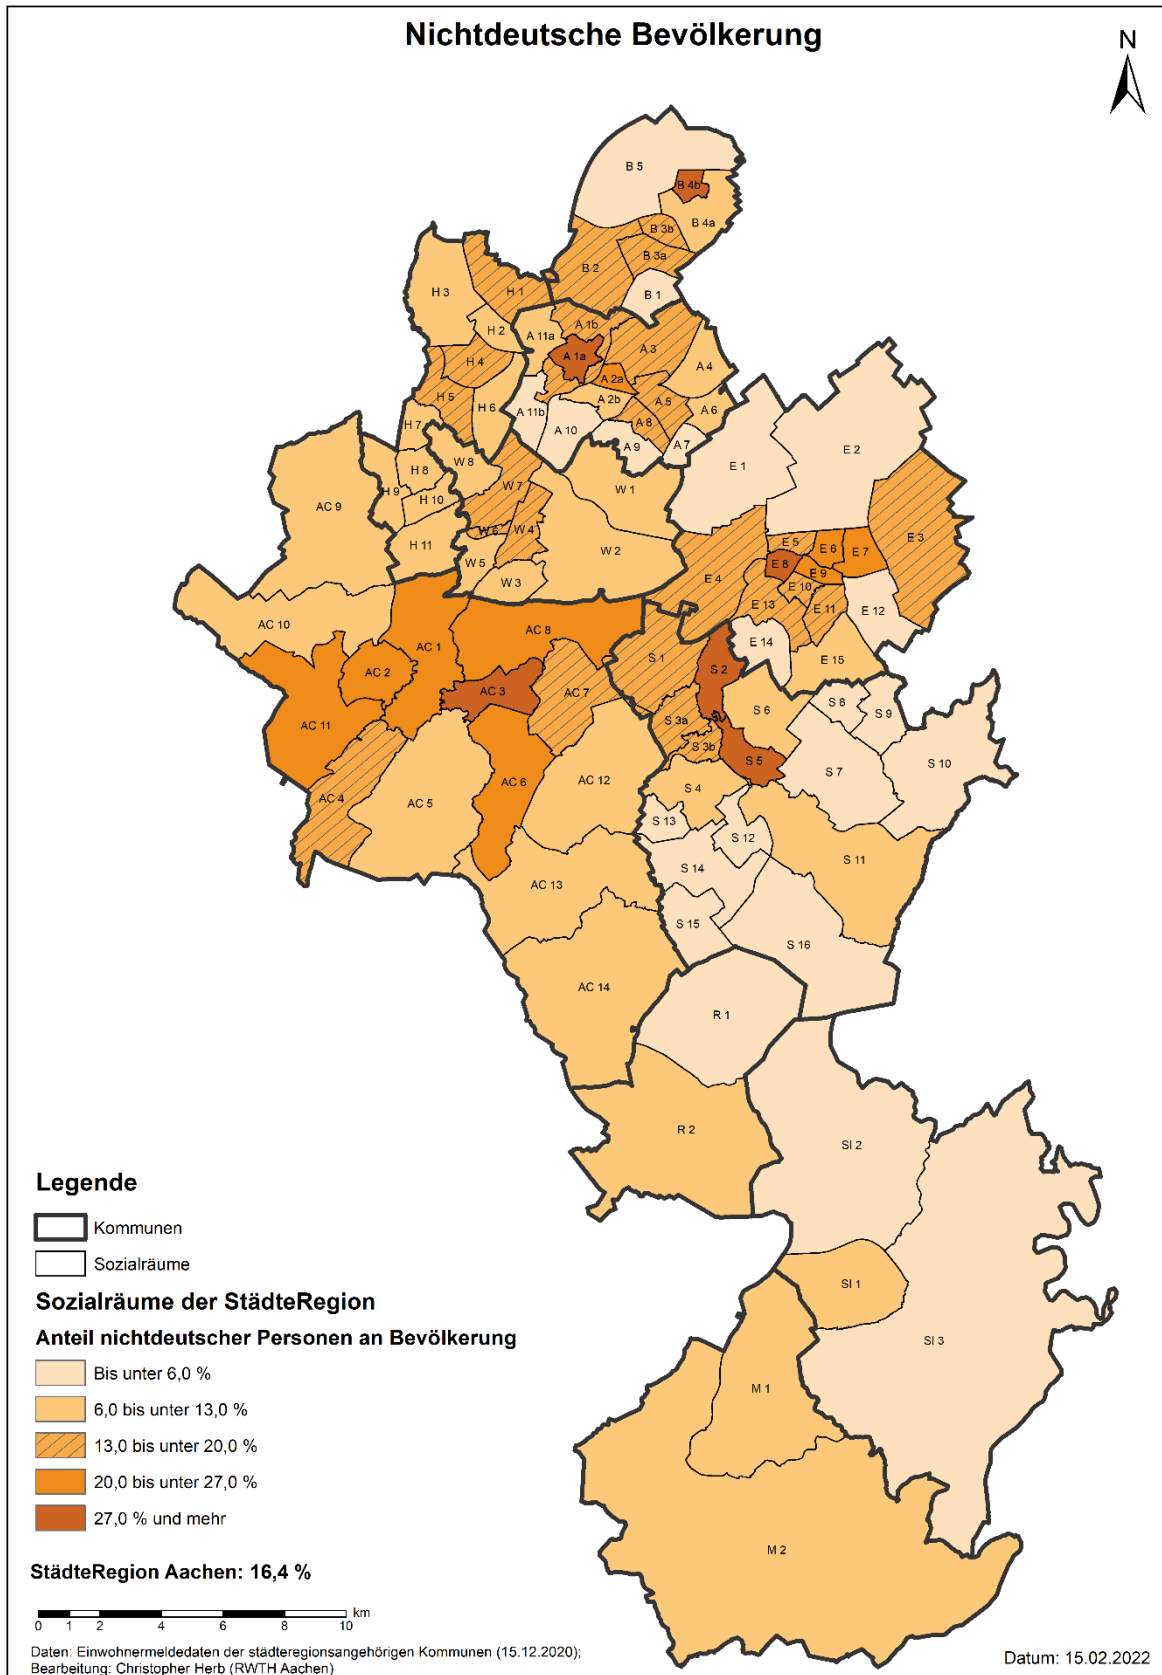 Nichtdeutsche Bevölkerung
N
B 5
B 4b
B 4a
B 3b
B 3a
B 2
B 1
H 3
H 1
H 2
H 4
H 5
H 6
H 7
H 8
H 9
H 10
H 11
A 11a
A 1b
A 1a
A 3
A 4
A 2a
A 2b
A 5
A 6
A 8
A 11b
A 10
A 9
A 7
W 8
W 7
W 1
W 6
W 4
W 2
W 5
W 3
E 1
E 2
E 3
E 5
E 6
E 7
E 8
E 9
E 4
E 10
E 13
E 11
E 12
E 14
E 15
AC 9
AC 10
AC 1
AC 8
AC 2
AC 3
AC 7
AC 11
AC 4
AC 5
AC 6
AC 12
AC 13
AC 14
S 1
S 2
S 3a
S 3b
S 6
S 5
S 8
S 9
S 7
S 10
S 4
S 13
S 12
S 11
S 14
S 15
S 16
R 1
R 2
SI 2
SI 1
SI 3
M 1
M 2
Legende
Kommunen
Sozialräume
Sozialräume der StädteRegion
Anteil nichtdeutscher Personen an Bevölkerung
Bis unter 6,0 %
6,0 bis unter 13,0 %
13,0 bis unter 20,0 %
20,0 bis unter 27,0 %
27,0 % und mehr
StädteRegion Aachen: 16,4 %
km
0 1 2 4 6 8 10
Daten: Einwohnermeldedaten der städteregionsangehörigen Kommunen (15.12.2020);
Bearbeitung: Christopher Herb (RWTH Aachen)
Datum: 15.02.2022